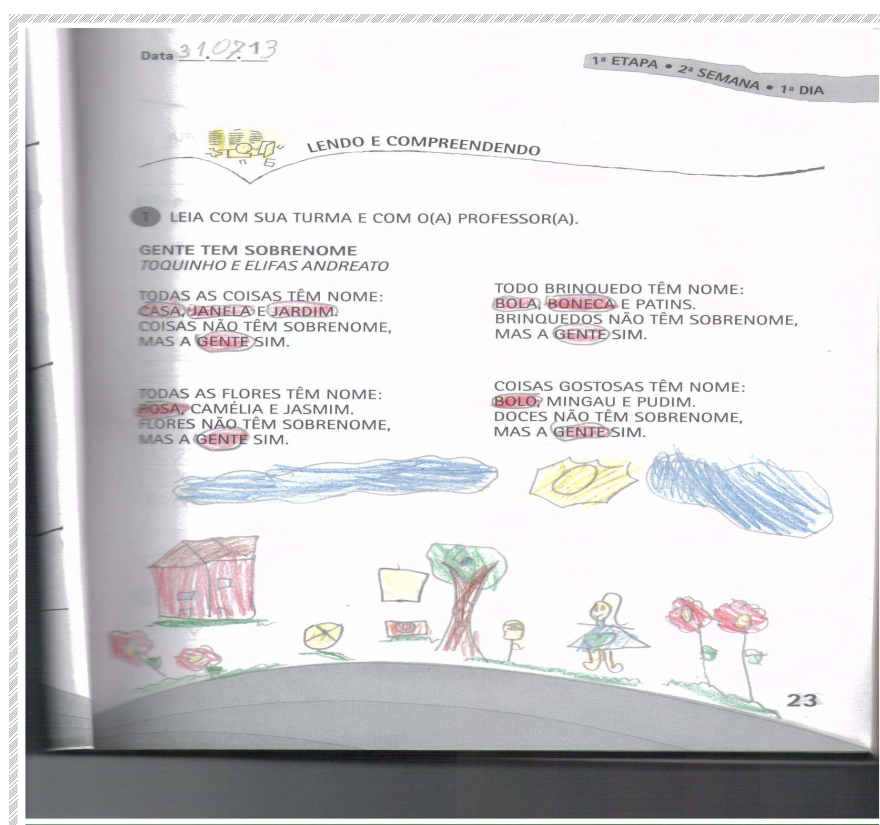 Data 31.07.13
1ª ETAPA • 2ª SEMANA • 1º DIA
LENDO E COMPREENDENDO
1 LEIA COM SUA TURMA E COM O(A) PROFESSOR(A).
GENTE TEM SOBRENOME
TOQUINHO E ELIFAS ANDREATO
TODAS AS COISAS TÊM NOME:
CASA, JANELA E JARDIM.
COISAS NÃO TÊM SOBRENOME,
MAS A GENTE SIM.
TODAS AS FLORES TÊM NOME:
ROSA, CAMÉLIA E JASMIM.
FLORES NÃO TÊM SOBRENOME,
MAS A GENTE SIM.
TODO BRINQUEDO TÊM NOME:
BOLA, BONECA E PATINS.
BRINQUEDOS NÃO TÊM SOBRENOME,
MAS A GENTE SIM.
COISAS GOSTOSAS TÊM NOME:
BOLO, MINGAU E PUDIM.
DOCES NÃO TÊM SOBRENOME,
MAS A GENTE SIM.
23